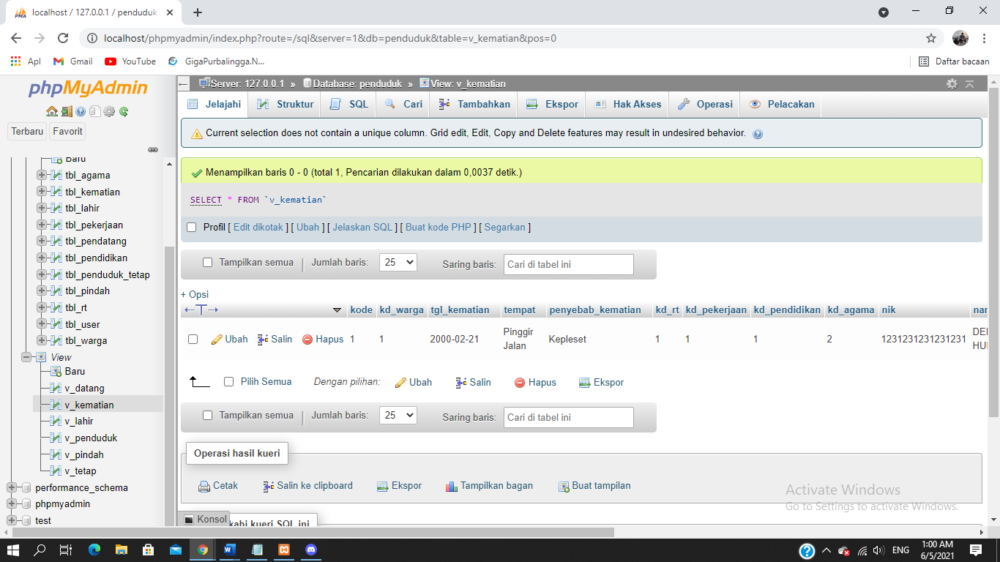 localhost / 127.0.0.1 / penduduk
localhost/phpmyadmin/index.php?route=/sql&server=1&db=penduduk&table=v_kematian&pos=0
Apl Gmail YouTube GigaPurbalingga.N... Daftar bacaan
phpMyAdmin
Terbaru Favorit
Baru
tbl_agama
tbl_kematian
tbl_lahir
tbl_pekerjaan
tbl_pendatang
tbl_pendidikan
tbl_penduduk_tetap
tbl_pindah
tbl_rt
tbl_user
tbl_warga
View
Baru
v_datang
v_kematian
v_lahir
v_penduduk
v_pindah
v_tetap
performance_schema
phpmyadmin
test
Server: 127.0.0.1 » Database: penduduk » View: v_kematian
Jelajahi Struktur SQL Cari Tambahkan Ekspor Hak Akses Operasi Pelacakan
Current selection does not contain a unique column. Grid edit, Edit, Copy and Delete features may result in undesired behavior.
Menampilkan baris 0 - 0 (total 1, Pencarian dilakukan dalam 0,0037 detik.)
SELECT * FROM `v_kematian`
Profil [ Edit dikotak ] [ Ubah ] [ Jelaskan SQL ] [ Buat kode PHP ] [ Segarkan ]
Tampilkan semua | Jumlah baris: 25 Saring baris: Cari di tabel ini
+ Opsi
←T→ kode kd_warga tgl_kematian tempat penyebab_kematian kd_rt kd_pekerjaan kd_pendidikan kd_agama nik
Ubah Salin Hapus 1 1 2000-02-21 Pinggir Jalan Kepleset 1 1 1 2 1231231231231231
Pilih Semua Dengan pilihan: Ubah Salin Hapus Ekspor
Tampilkan semua | Jumlah baris: 25 Saring baris: Cari di tabel ini
Operasi hasil kueri
Cetak Salin ke clipboard Ekspor Tampilkan bagan Buat tampilan
Konsol kueri SQL ini
Activate Windows
Go to Settings to activate Windows.
ENG
1:00 AM
6/5/2021